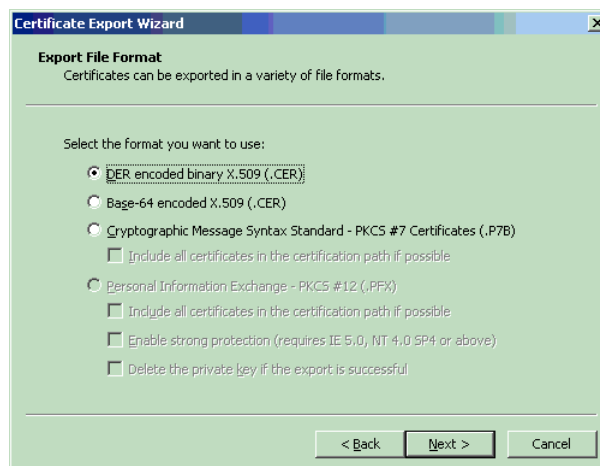 Certificate Export Wizard
Export File Format
Certificates can be exported in a variety of file formats.
Select the format you want to use:
DER encoded binary X.509 (.CER)
Base-64 encoded X.509 (.CER)
Cryptographic Message Syntax Standard - PKCS #7 Certificates (.P7B)
Include all certificates in the certification path if possible
Personal Information Exchange - PKCS #12 (.PFX)
Include all certificates in the certification path if possible
Enable strong protection (requires IE 5.0, NT 4.0 SP4 or above)
Delete the private key if the export is successful
< Back Next > Cancel